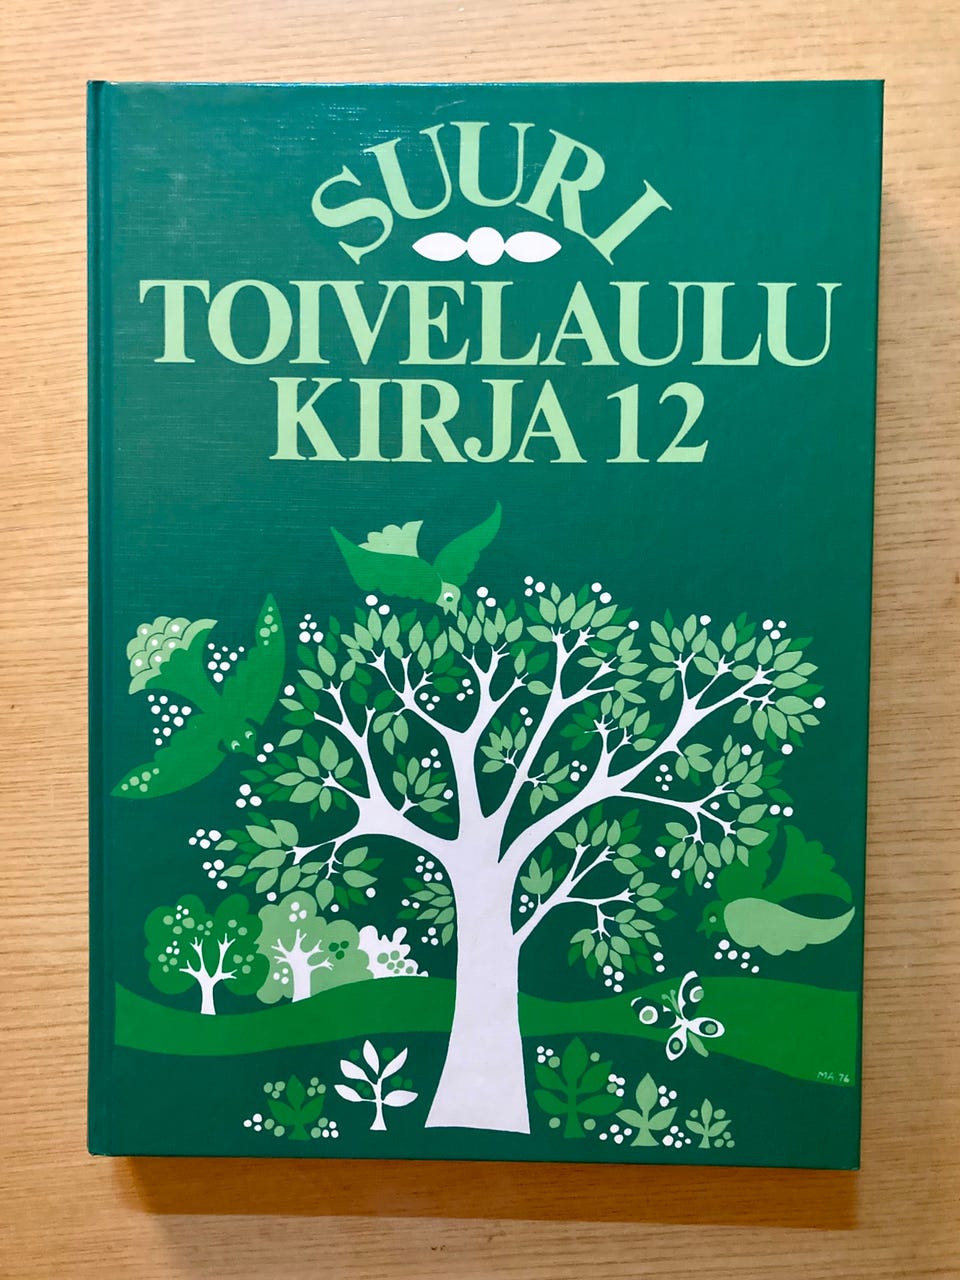 SUURI
TOIVELAULU
KIRJA 12
MA 76